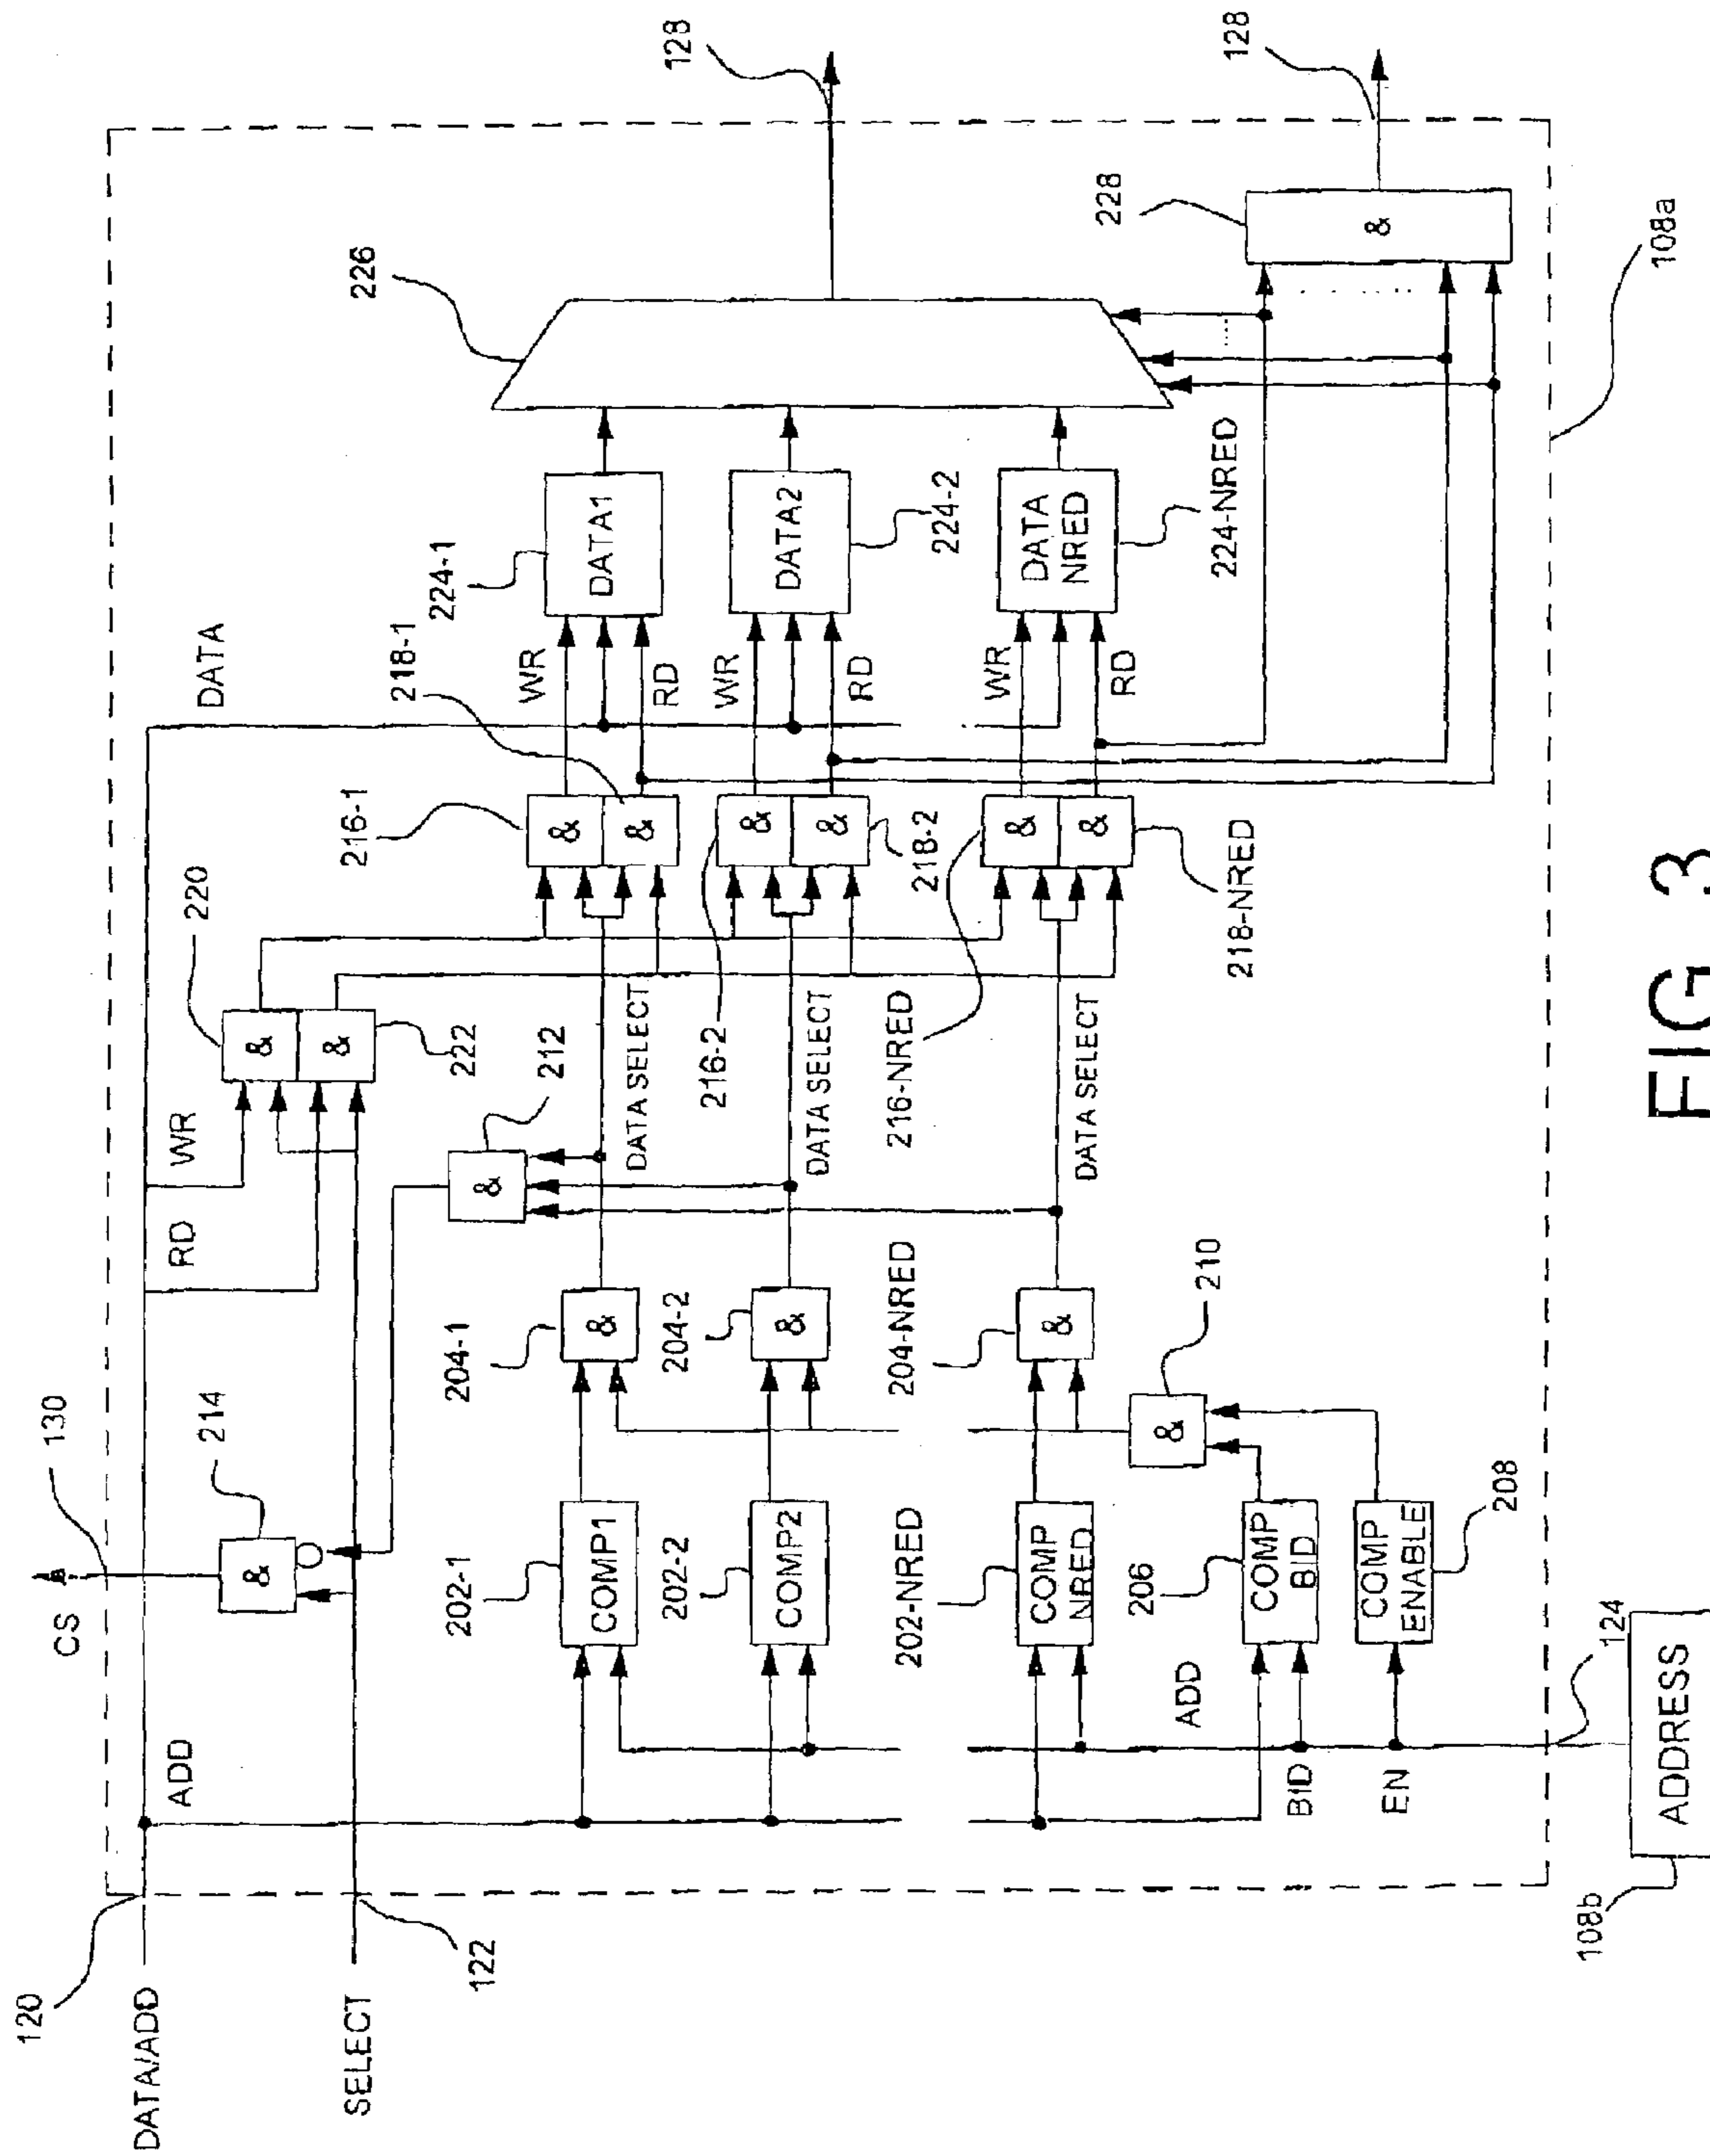 120
DATA/ADD
SELECT
122
CS
130
214
&
ADD
RD
WR
220
&
&
222
212
&
DATA
202-1
COMP1
204-1
&
DATA SELECT
216-1
&
&
218-1
WR
RD
224-1
DATA1
226
128
202-2
COMP2
204-2
&
DATA SELECT
216-2
&
&
218-2
WR
RD
DATA2
224-2
202-NRED
COMP
NRED
204-NRED
&
DATA SELECT
216-NRED
&
&
218-NRED
WR
RD
DATA
NRED
224-NRED
ADD
206
COMP
BID
210
&
BID
EN
COMP
ENABLE
208
228
&
128
108a
124
ADDRESS
108b
FIG 3